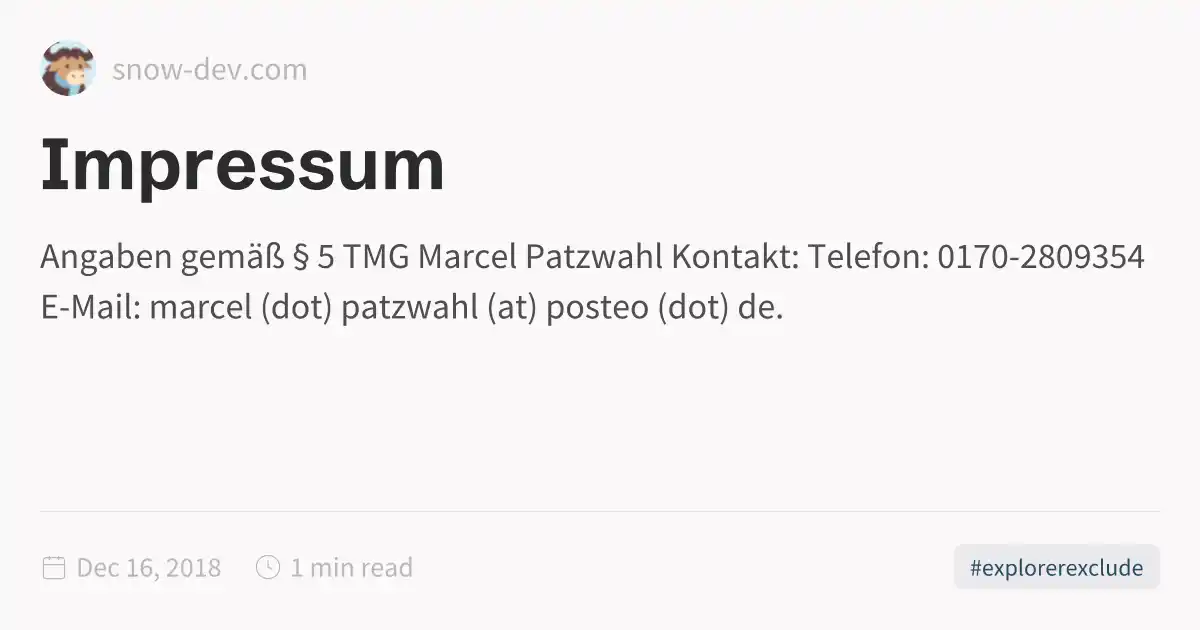 snow-dev.com
Impressum
Angaben gemäß § 5 TMG Marcel Patzwahl Kontakt: Telefon: 0170-2809354
E-Mail: marcel (dot) patzwahl (at) posteo (dot) de.
Dec 16, 2018 1 min read #explorerexclude